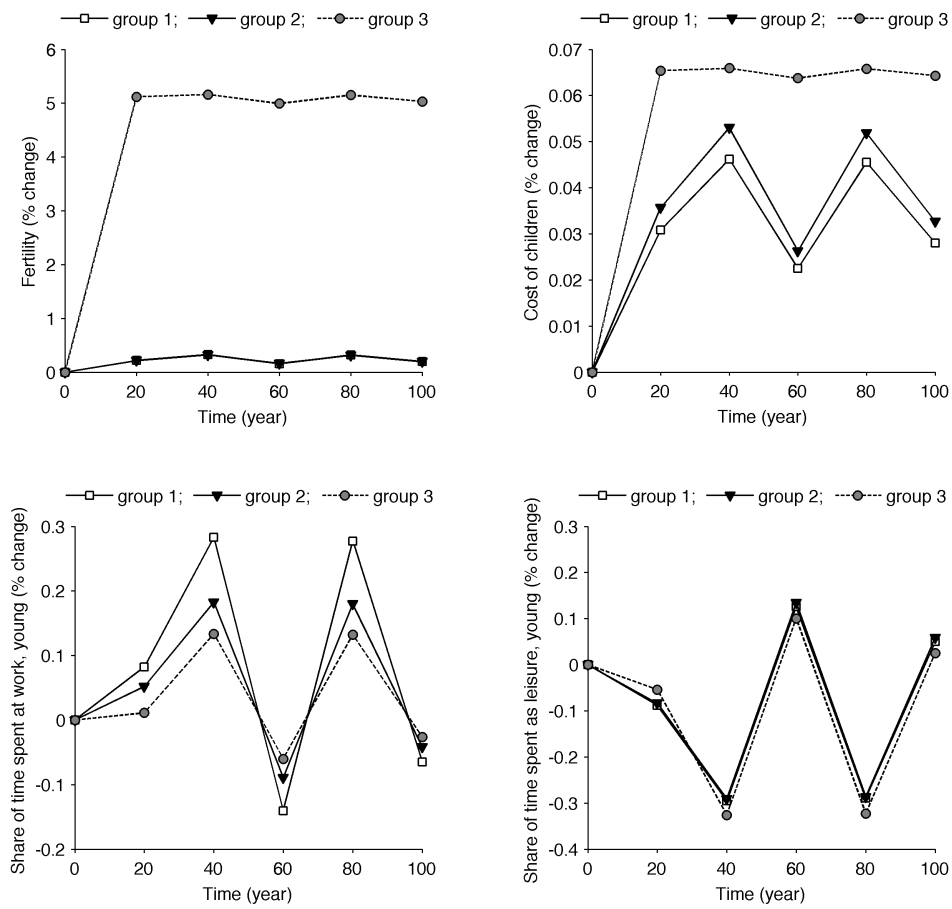 group 1; group 2; group 3
6
5
4
3
2
1
0
Fertility (% change)
0 20 40 60 80 100
Time (year)
group 1; group 2; group 3
0.07
0.06
0.05
0.04
0.03
0.02
0.01
0
Cost of children (% change)
0 20 40 60 80 100
Time (year)
group 1; group 2; group 3
0.3
0.2
0.1
0
-0.1
-0.2
Share of time spent at work, young (% change)
0 20 40 60 80 100
Time (year)
group 1; group 2; group 3
0.3
0.2
0.1
0
-0.1
-0.2
-0.3
-0.4
Share of time spent as leisure, young (% change)
0 20 40 60 80 100
Time (year)